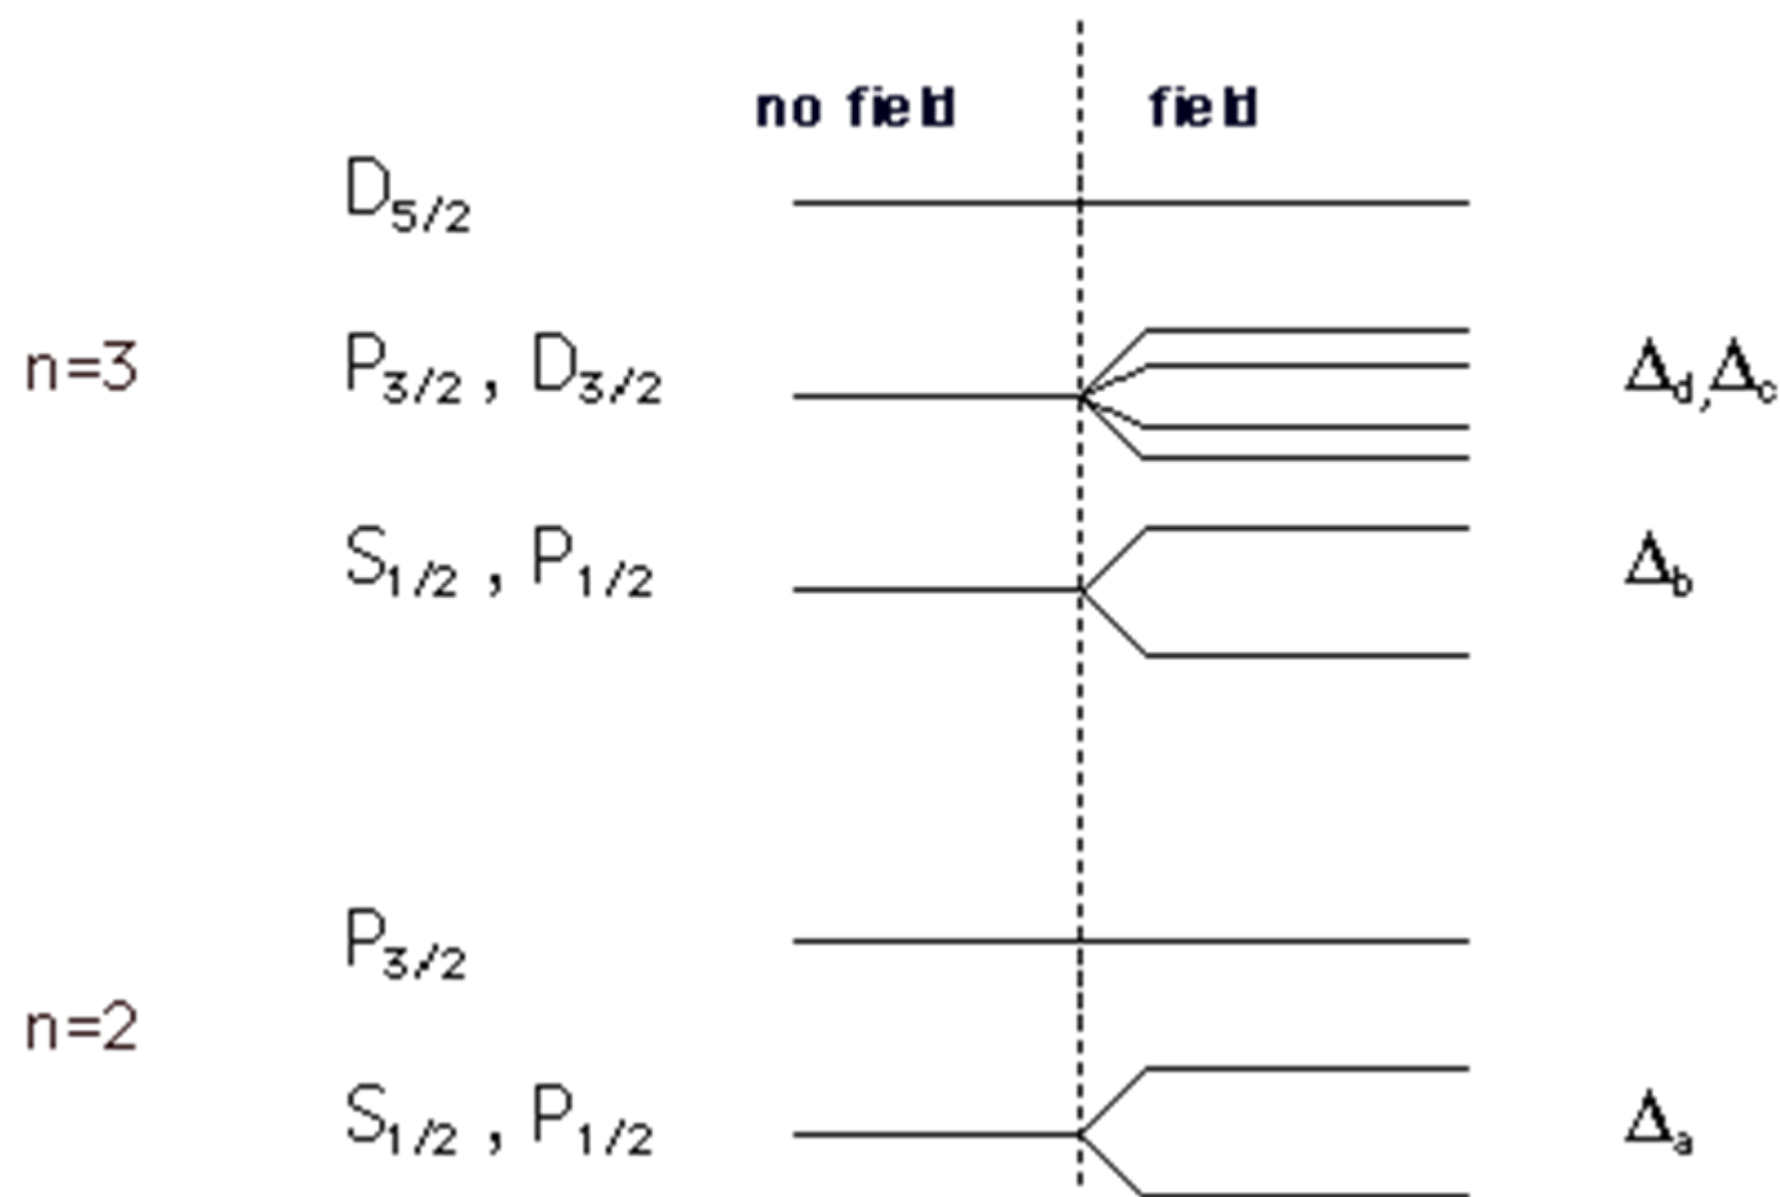 no field field
D5/2
n=3 P3/2 , D3/2 Δd,Δc
S1/2 , P1/2 Δb
P3/2
n=2
S1/2 , P1/2 Δa